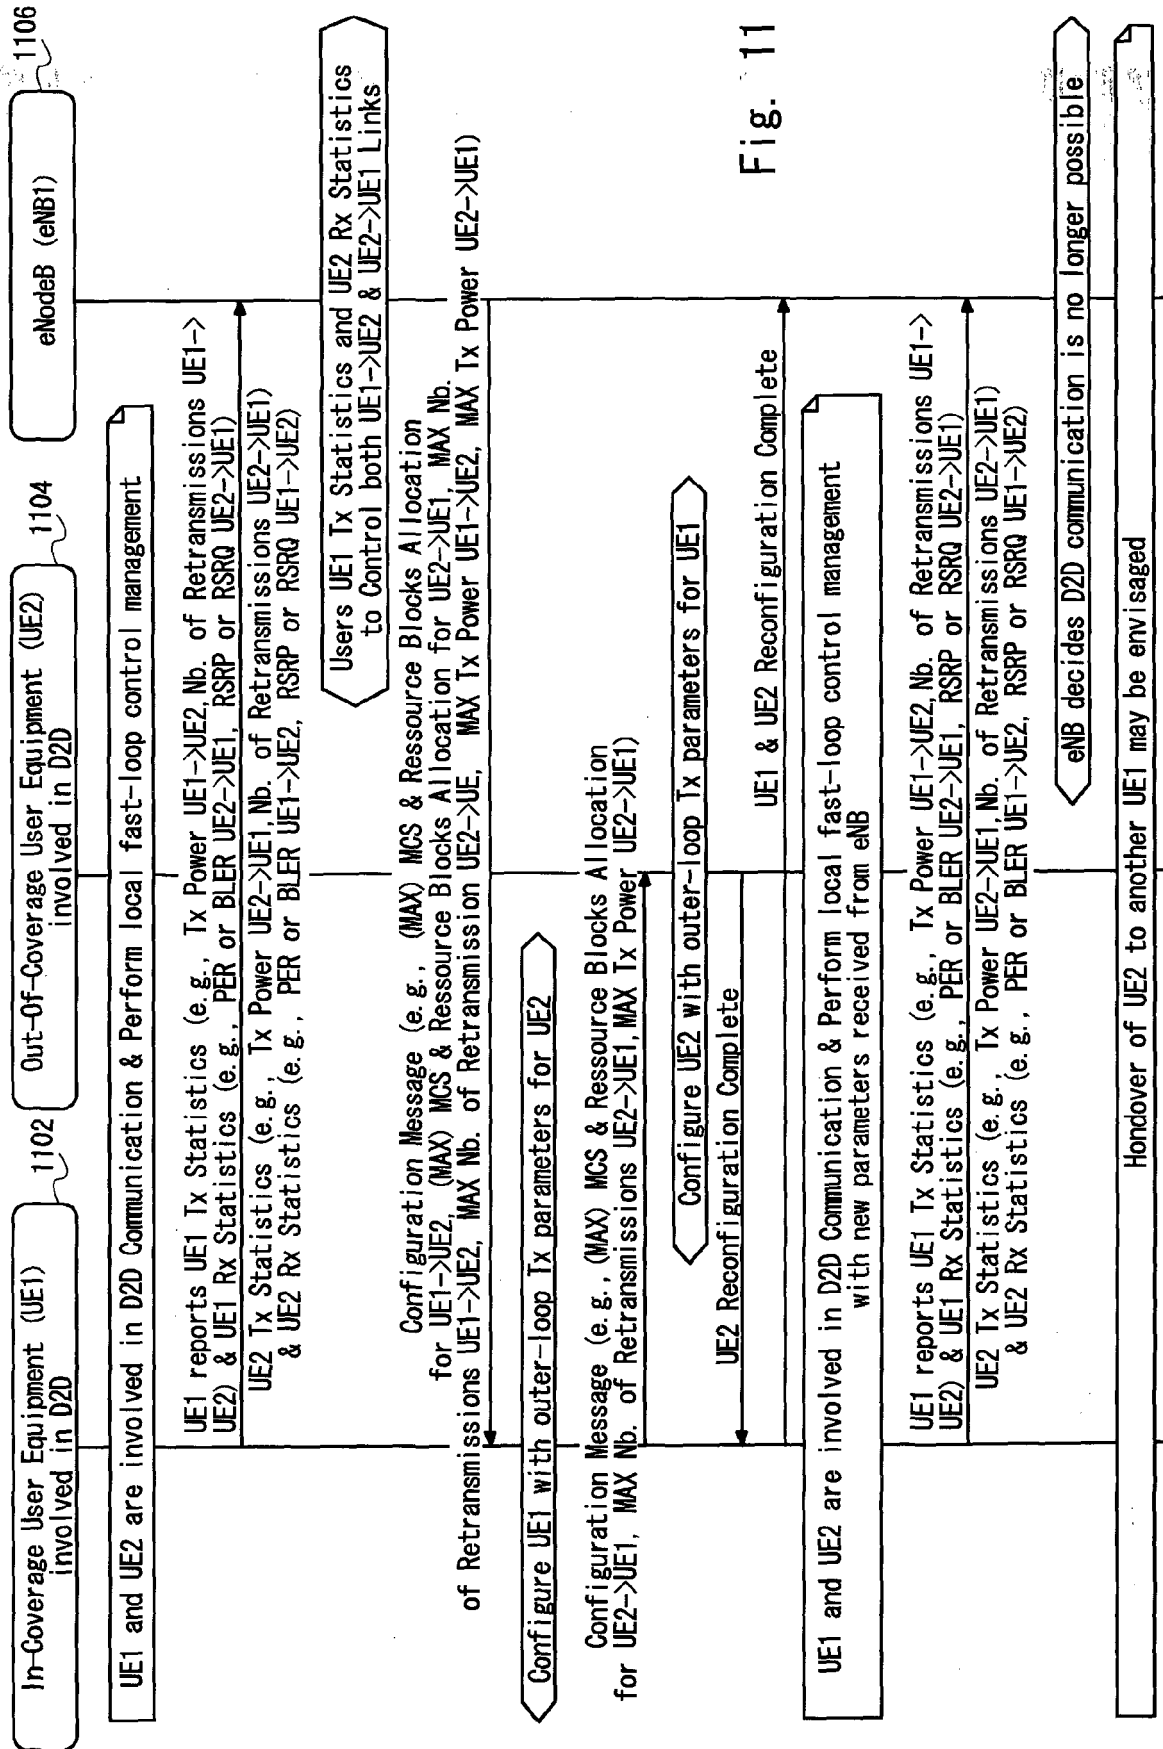 In-Coverage User Equipment (UE1)
involved in D2D
1102
Out-Of-Coverage User Equipment (UE2)
involved in D2D
1104
eNodeB (eNB1)
1106
UE1 and UE2 are involved in D2D Communication & Perform local fast-loop control management
UE1 reports UE1 Tx Statistics (e.g., Tx Power UE1->UE2, Nb. of Retransmissions UE1->
UE2) & UE1 Rx Statistics (e.g., PER or BLER UE2->UE1, RSRP or RSRQ UE2->UE1)
UE2 Tx Statistics (e.g., Tx Power UE2->UE1, Nb. of Retransmissions UE2->UE1)
& UE2 Rx Statistics (e.g., PER or BLER UE1->UE2, RSRP or RSRQ UE1->UE2)
Users UE1 Tx Statistics and UE2 Rx Statistics
to Control both UE1->UE2 & UE2->UE1 Links
Configuration Message (e.g., (MAX) MCS & Ressource Blocks Allocation
for UE1->UE2, (MAX) MCS & Ressource Blocks Allocation for UE2->UE1, MAX Nb.
of Retransmissions UE1->UE2, MAX Nb. of Retransmission UE2->UE, MAX Tx Power UE1->UE2, MAX Tx Power UE2->UE1)
Configure UE1 with outer-loop Tx parameters for UE2
Configuration Message (e.g., (MAX) MCS & Ressource Blocks Allocation
for UE2->UE1, MAX Nb. of Retransmissions UE2->UE1, MAX Tx Power UE2->UE1)
Configure UE2 with outer-loop Tx parameters for UE1
UE2 Reconfiguration Complete
UE1 & UE2 Reconfiguration Complete
UE1 and UE2 are involved in D2D Communication & Perform local fast-loop control management
with new parameters received from eNB
UE1 reports UE1 Tx Statistics (e.g., Tx Power UE1->UE2, Nb. of Retransmissions UE1->
UE2) & UE1 Rx Statistics (e.g., PER or BLER UE2->UE1, RSRP or RSRQ UE2->UE1)
UE2 Tx Statistics (e.g., Tx Power UE2->UE1, Nb. of Retransmissions UE2->UE1)
& UE2 Rx Statistics (e.g., PER or BLER UE1->UE2, RSRP or RSRQ UE1->UE2)
eNB decides D2D communication is no longer possible
Hondover of UE2 to another UE1 may be envisaged
Fig. 11